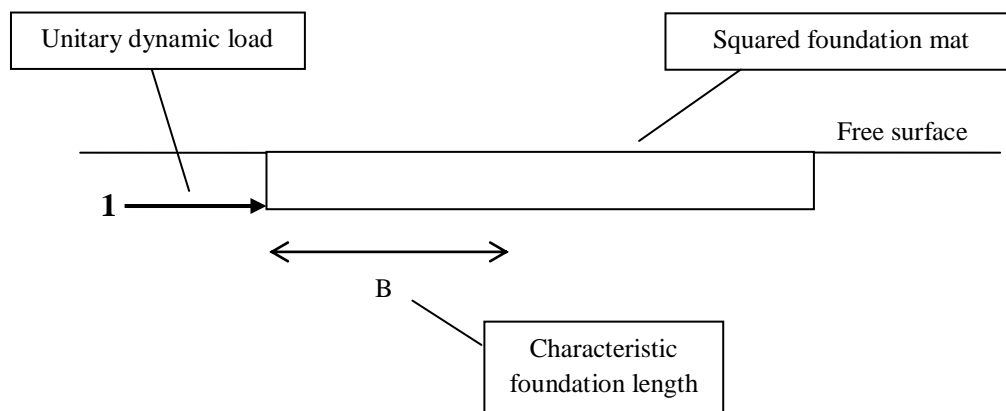 Unitary dynamic load
Squared foundation mat
Free surface
1
B
Characteristic
foundation length